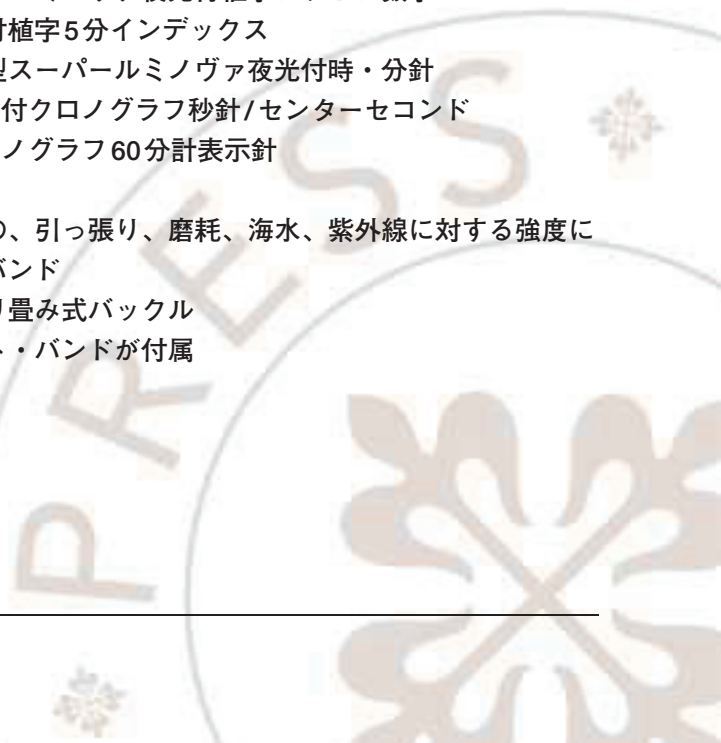 付植字5分インデックス
型スーパールミノヴァ夜光付時・分針
付クロノグラフ秒針/センターセコンド
ノグラフ60分計表示針
の、引っ張り、磨耗、海水、紫外線に対する強度に
バンド
リ畳み式バックル
ト・バンドが付属
PRESS